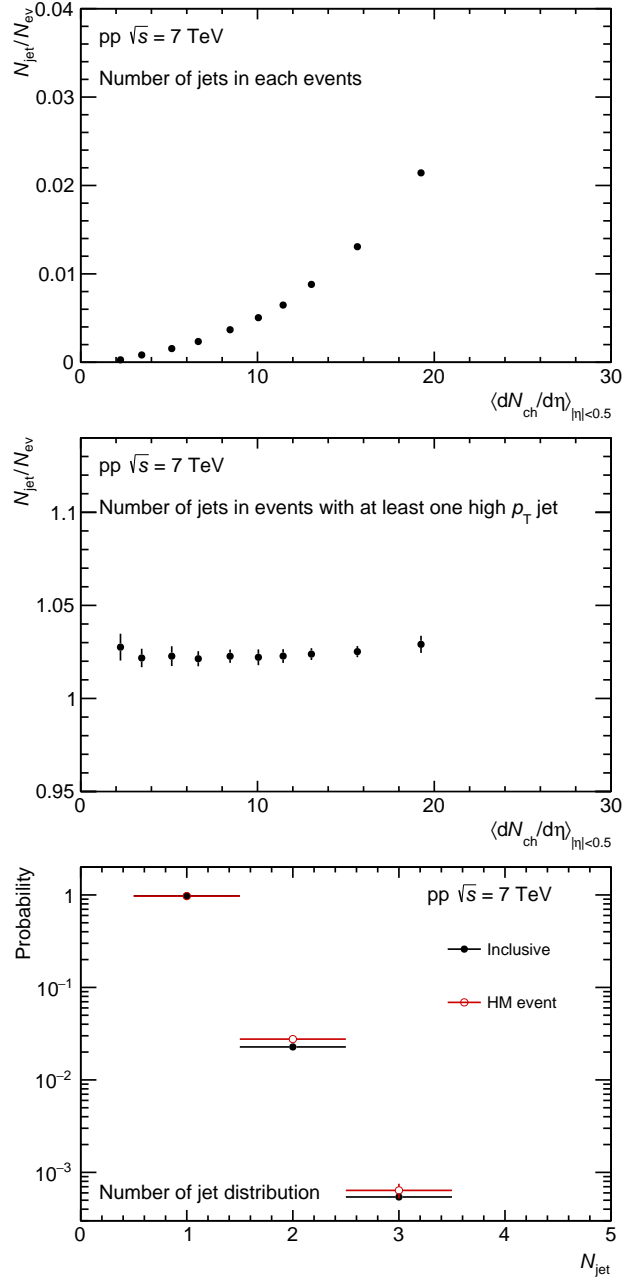 N_jet/N_ev
0.04
pp √s = 7 TeV
Number of jets in each events
0.03
0.02
0.01
0
0 10 20 30
⟨dN_ch/dη⟩_|η|<0.5
N_jet/N_ev
pp √s = 7 TeV
Number of jets in events with at least one high p_T jet
1.1
1.05
1
0.95
0 10 20 30
⟨dN_ch/dη⟩_|η|<0.5
Probability
pp √s = 7 TeV
1
Inclusive
10⁻¹
HM event
10⁻²
10⁻³
Number of jet distribution
0 1 2 3 4 5
N_jet